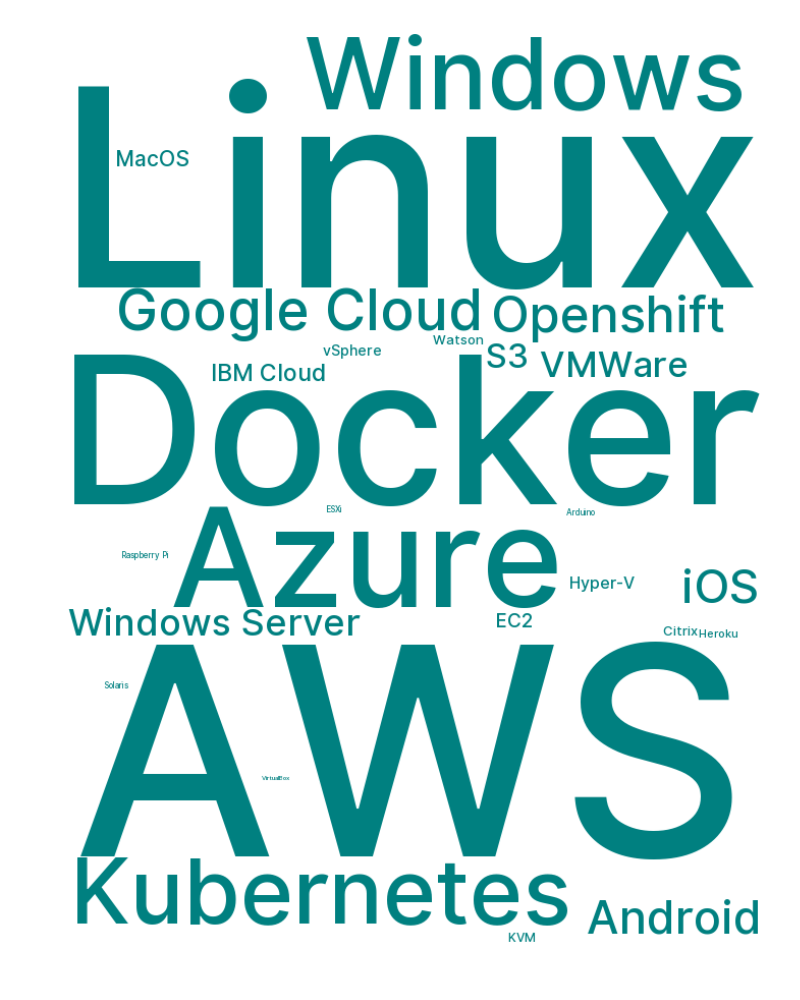 Windows
Linux
MacOS
Google Cloud
Openshift
Watson
vSphere
S3
VMWare
IBM Cloud
Docker
ESXi
Arduino
Azure
Raspberry Pi
Hyper-V
iOS
Windows Server
EC2
Citrix
Heroku
AWS
Solaris
VirtualBox
Kubernetes
Android
KVM